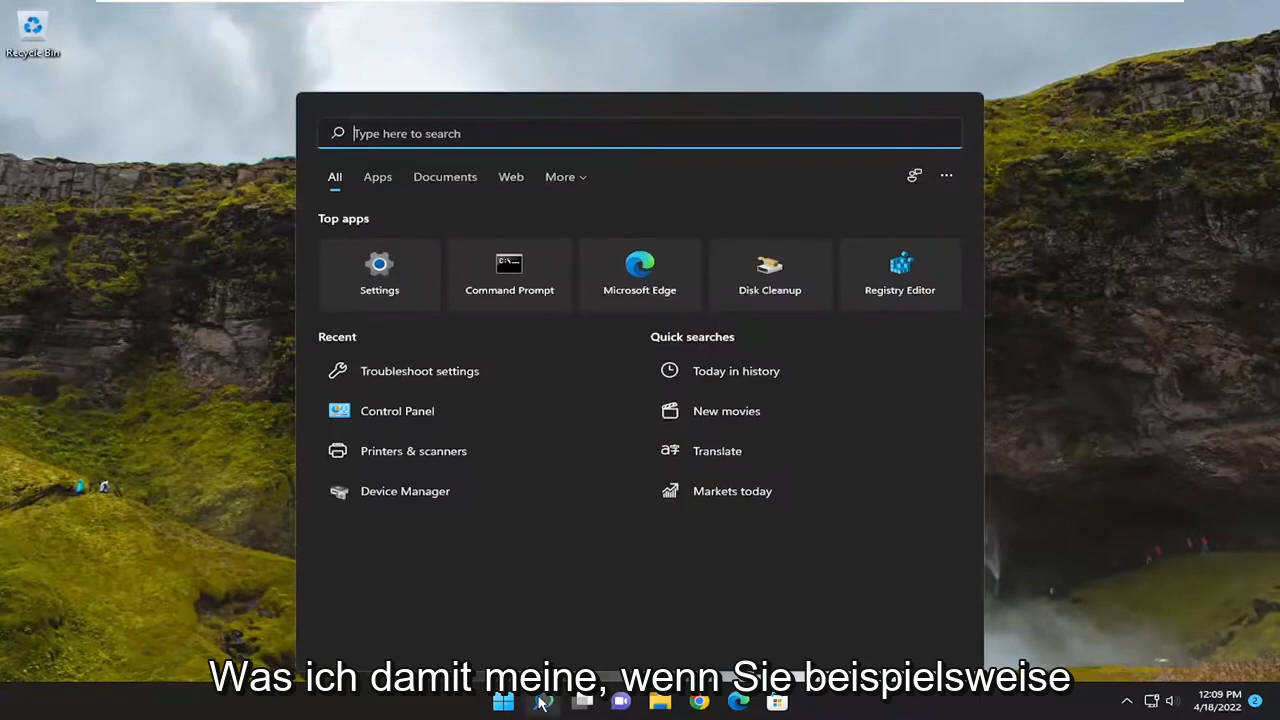 Recycle Bin
Type here to search
All Apps Documents Web More
Top apps
Settings Command Prompt Microsoft Edge Disk Cleanup Registry Editor
Recent Quick searches
Troubleshoot settings Today in history
Control Panel New movies
Printers & scanners Translate
Device Manager Markets today
Was ich damit meine, wenn Sie beispielsweise
12:09 PM
4/18/2022 2